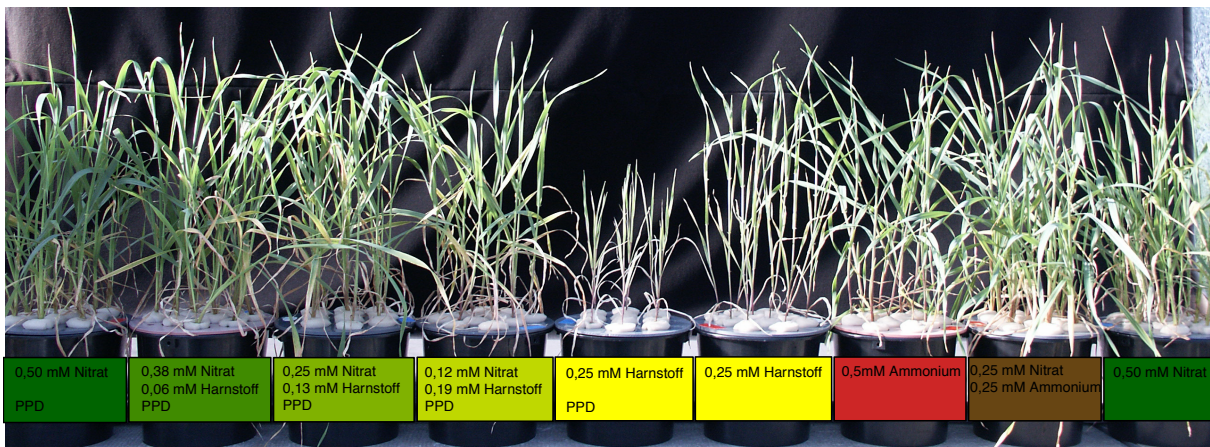 0,50 mM Nitrat
PPD
0,38 mM Nitrat
0,06 mM Harnstoff
PPD
0,25 mM Nitrat
0,13 mM Harnstoff
PPD
0,12 mM Nitrat
0,19 mM Harnstoff
PPD
0,25 mM Harnstoff
PPD
0,25 mM Harnstoff
0,5mM Ammonium
0,25 mM Nitrat
0,25 mM Ammonium
0,50 mM Nitrat